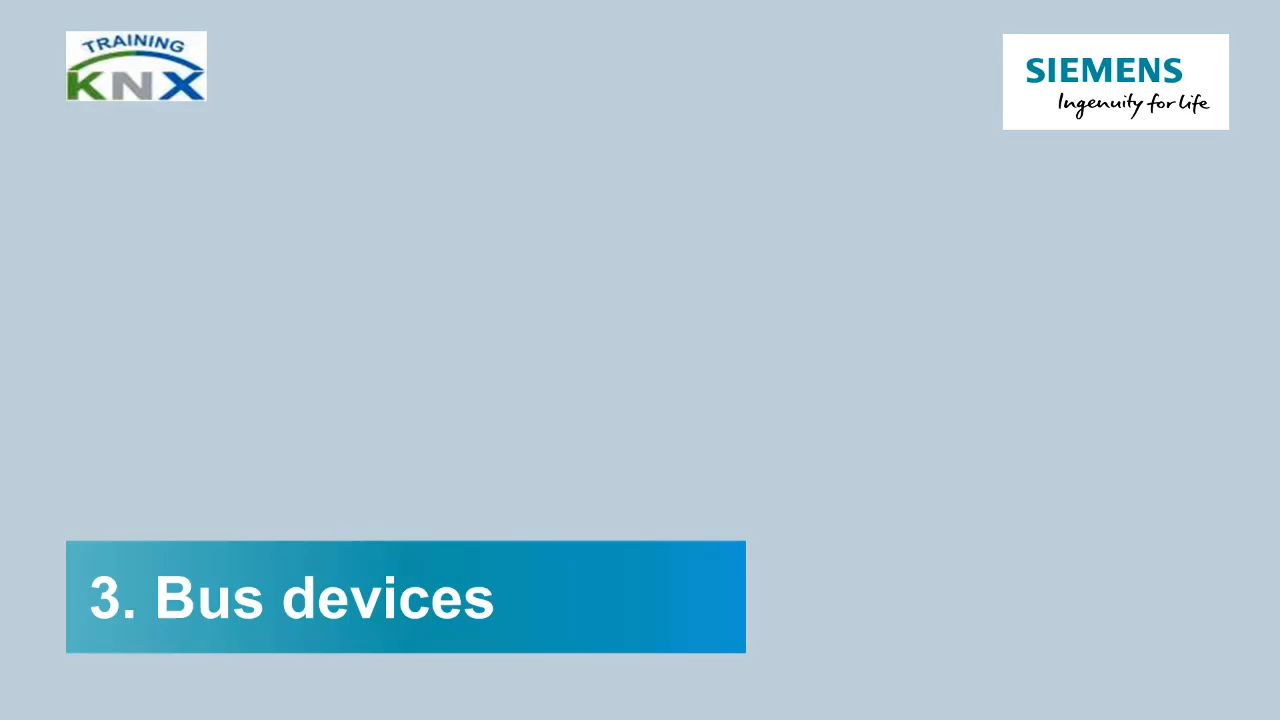 TRAINING
KNX
SIEMENS
Ingenuity for life
3. Bus devices